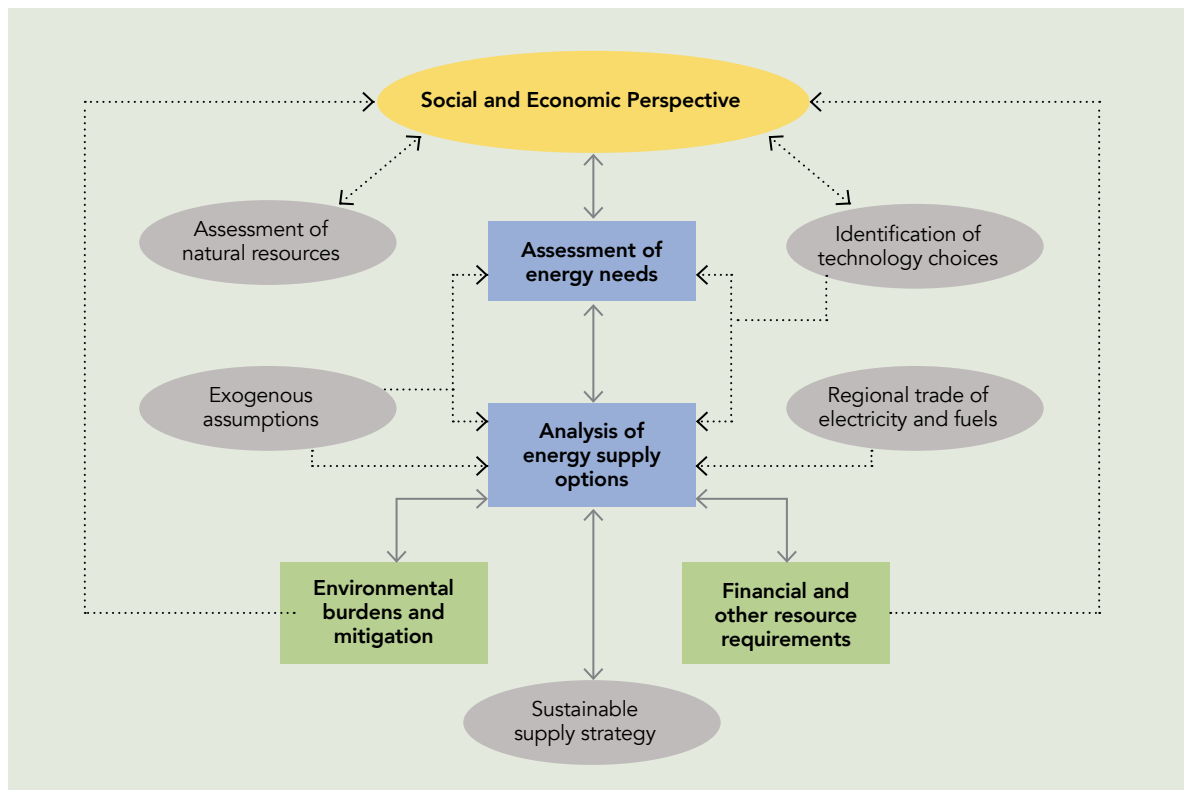 Social and Economic Perspective
Assessment of
natural resources
Assessment of
energy needs
Identification of
technology choices
Exogenous
assumptions
Analysis of
energy supply
options
Regional trade of
electricity and fuels
Environmental
burdens and
mitigation
Financial and
other resource
requirements
Sustainable
supply strategy